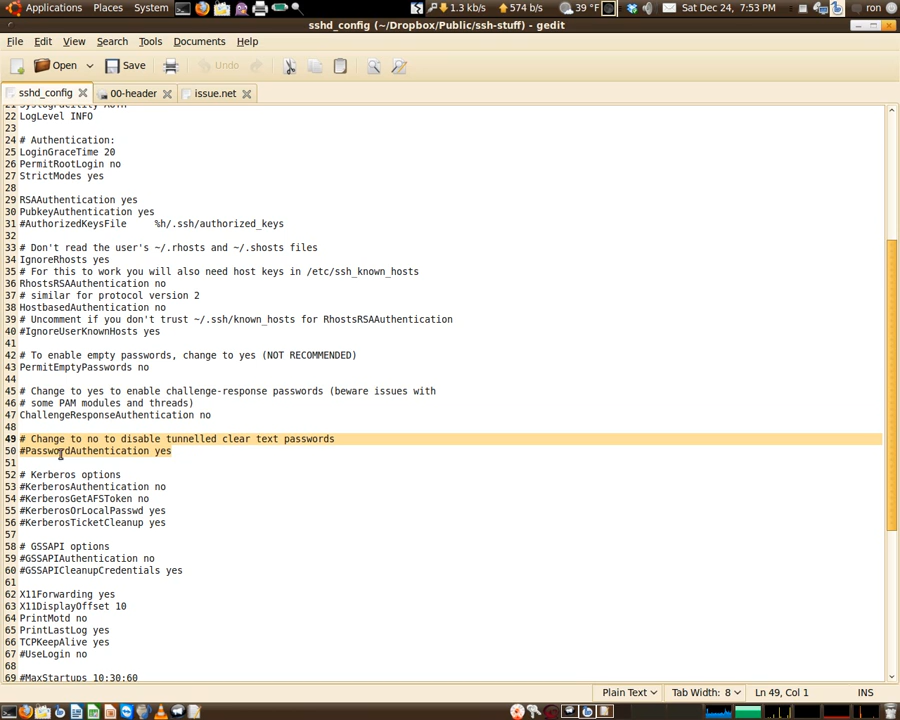 Applications Places System 1.3 kb/s 574 b/s 39 °F Sat Dec 24, 7:53 PM ron
sshd_config (~/Dropbox/Public/ssh-stuff) - gedit
File Edit View Search Tools Documents Help
Open Save Undo
sshd_config 00-header issue.net
21 SyslogFacility AUTH
22 LogLevel INFO
23
24 # Authentication:
25 LoginGraceTime 20
26 PermitRootLogin no
27 StrictModes yes
28
29 RSAAuthentication yes
30 PubkeyAuthentication yes
31 #AuthorizedKeysFile %h/.ssh/authorized_keys
32
33 # Don't read the user's ~/.rhosts and ~/.shosts files
34 IgnoreRhosts yes
35 # For this to work you will also need host keys in /etc/ssh_known_hosts
36 RhostsRSAAuthentication no
37 # similar for protocol version 2
38 HostbasedAuthentication no
39 # Uncomment if you don't trust ~/.ssh/known_hosts for RhostsRSAAuthentication
40 #IgnoreUserKnownHosts yes
41
42 # To enable empty passwords, change to yes (NOT RECOMMENDED)
43 PermitEmptyPasswords no
44
45 # Change to yes to enable challenge-response passwords (beware issues with
46 # some PAM modules and threads)
47 ChallengeResponseAuthentication no
48
49 # Change to no to disable tunnelled clear text passwords
50 #PasswordAuthentication yes
51
52 # Kerberos options
53 #KerberosAuthentication no
54 #KerberosGetAFSToken no
55 #KerberosOrLocalPasswd yes
56 #KerberosTicketCleanup yes
57
58 # GSSAPI options
59 #GSSAPIAuthentication no
60 #GSSAPICleanupCredentials yes
61
62 X11Forwarding yes
63 X11DisplayOffset 10
64 PrintMotd no
65 PrintLastLog yes
66 TCPKeepAlive yes
67 #UseLogin no
68
69 #MaxStartups 10:30:60
Plain Text Tab Width: 8 Ln 49, Col 1 INS